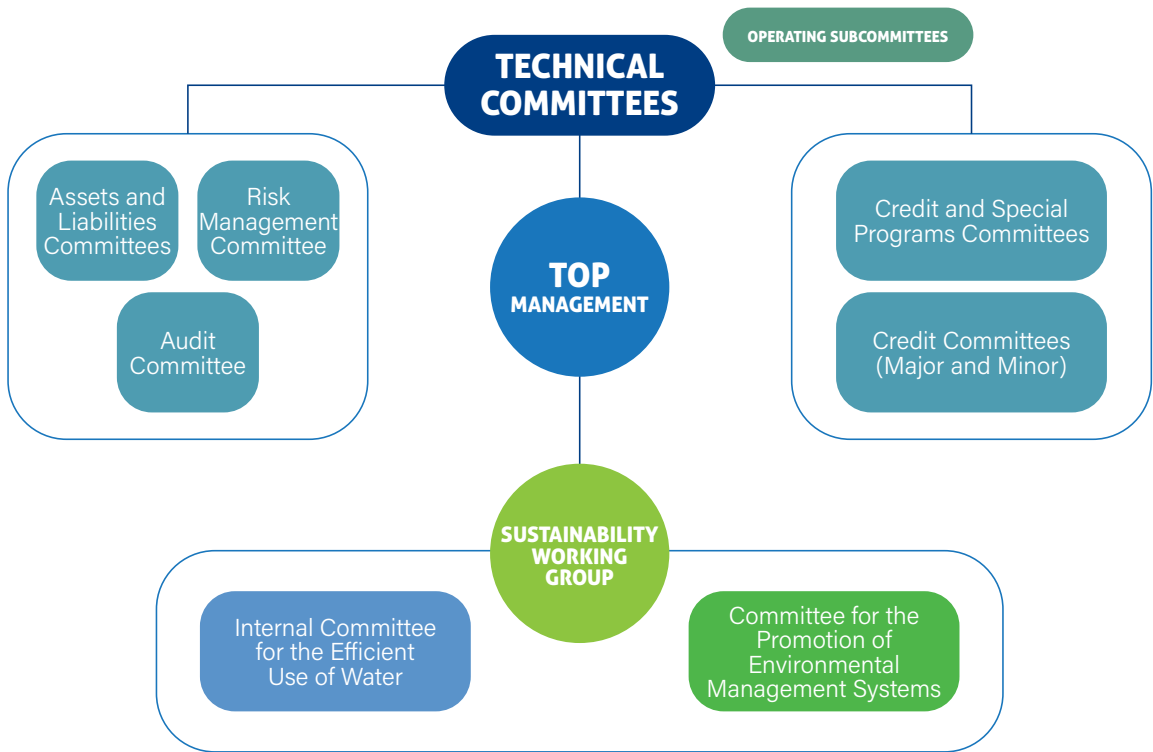 OPERATING SUBCOMMITTEES
TECHNICAL
COMMITTEES
Assets and
Liabilities
Committees
Risk
Management
Committee
Audit
Committee
TOP
MANAGEMENT
Credit and Special
Programs Committees
Credit Committees
(Major and Minor)
SUSTAINABILITY
WORKING
GROUP
Internal Committee
for the Efficient
Use of Water
Committee for the
Promotion of
Environmental
Management Systems